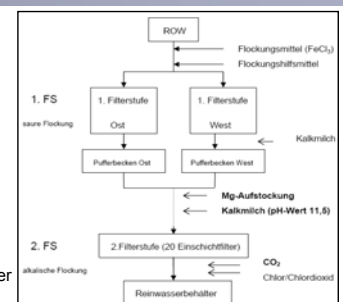 ROW
Flockungsmittel (FeCl₃)
Flockungshilfsmittel
1. FS
saure Flockung
1. Filterstufe
Ost
1. Filterstufe
West
Kalkmilch
Pufferbecken Ost
Pufferbecken West
Mg-Aufstockung
Kalkmilch (pH-Wert 11,5)
2. FS
alkalische Flockung
2.Filterstufe (20 Einschichtfilter)
er
CO₂
Chlor/Chlordioxid
Reinwasserbehälter